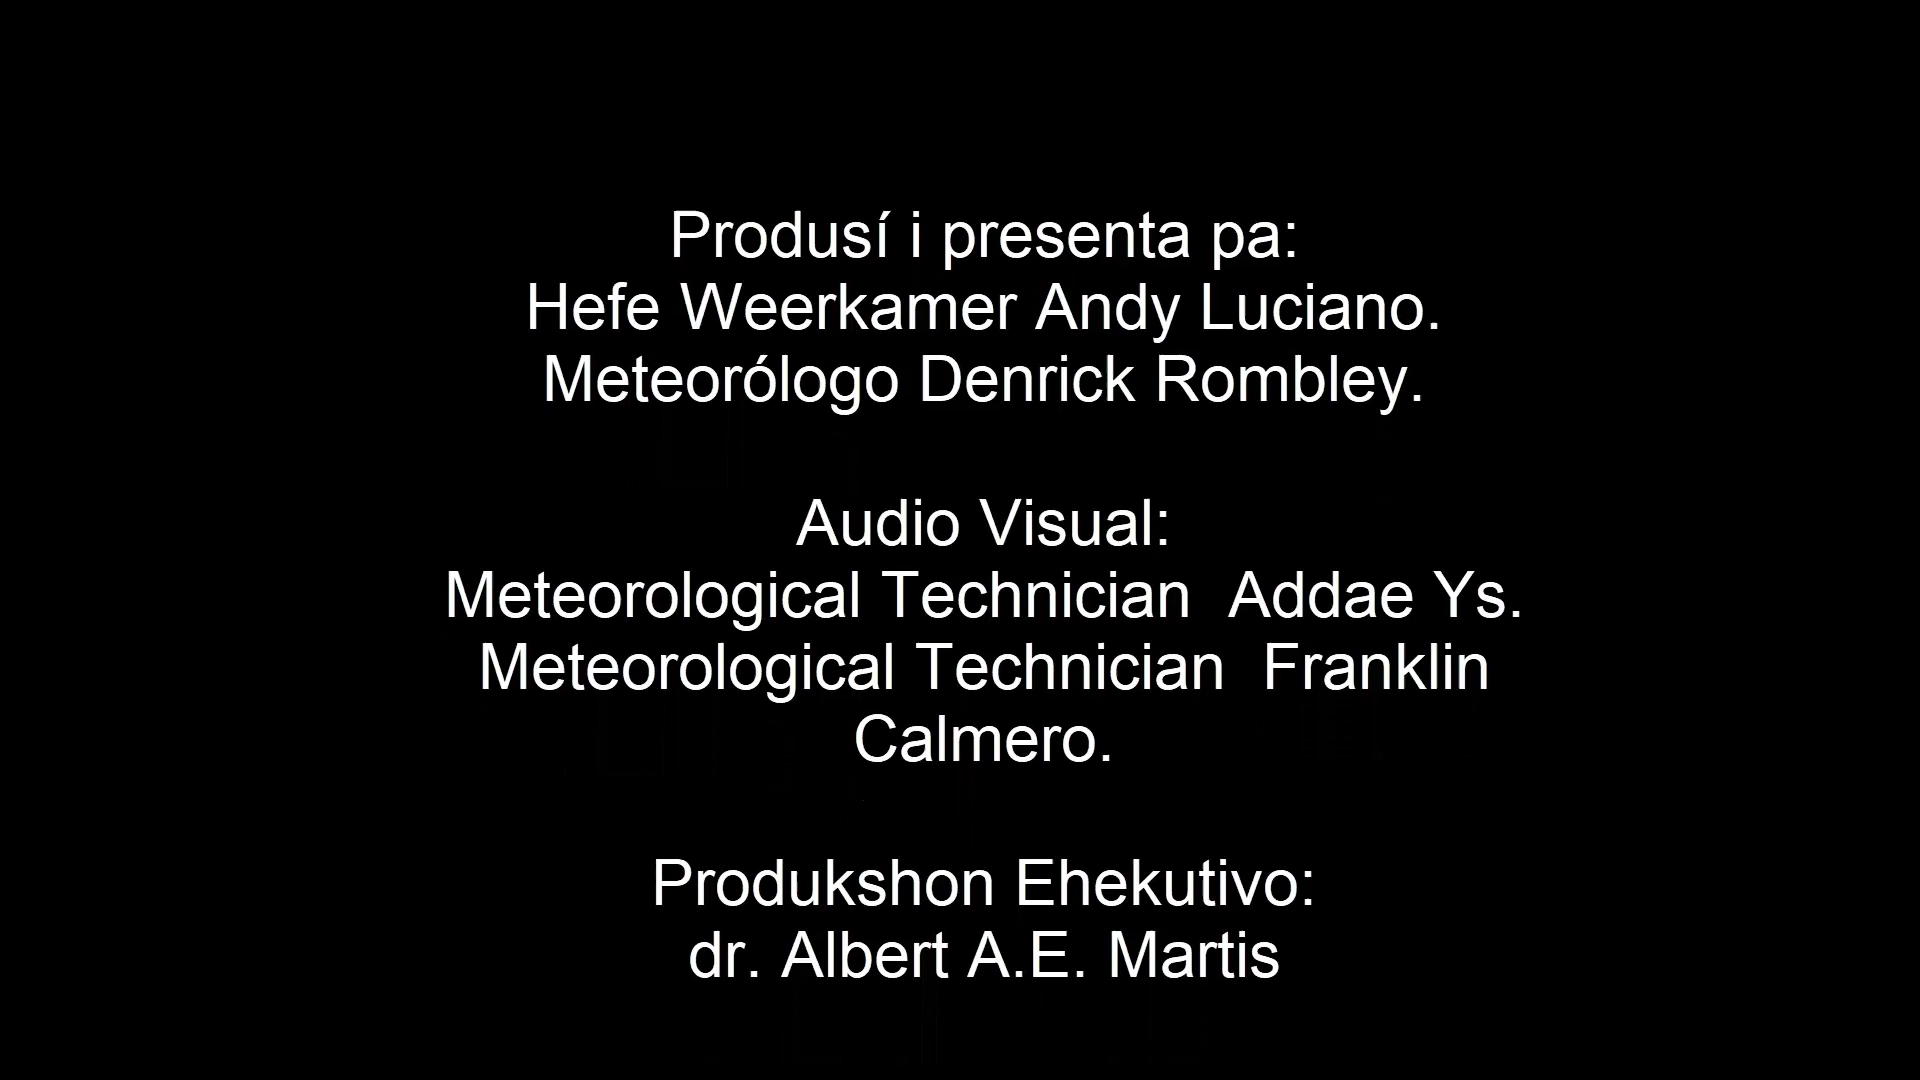 Produsí i presenta pa:
Hefe Weerkamer Andy Luciano.
Meteorólogo Denrick Rombley.
Audio Visual:
Meteorological Technician  Addae Ys.
Meteorological Technician  Franklin
Calmero.
Produkshon Ehekutivo:
dr. Albert A.E. Martis